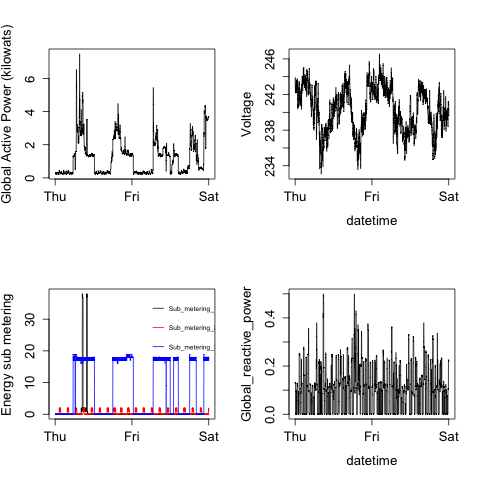 Global Active Power (kilowats)
0 2 4 6
Thu Fri Sat
Voltage
234 238 242 246
Thu Fri Sat
datetime
Energy sub metering
0 10 20 30
Sub_metering_
Sub_metering_
Sub_metering_
Thu Fri Sat
Global_reactive_power
0.0 0.2 0.4
Thu Fri Sat
datetime